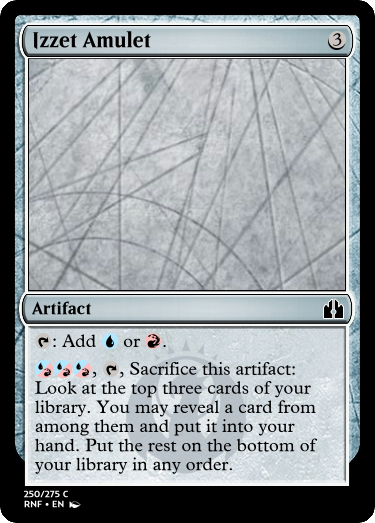 Izzet Amulet 3
Artifact
: Add or .
, , Sacrifice this artifact:
Look at the top three cards of your
library. You may reveal a card from
among them and put it into your
hand. Put the rest on the bottom of
your library in any order.
250/275 C
RNF • EN